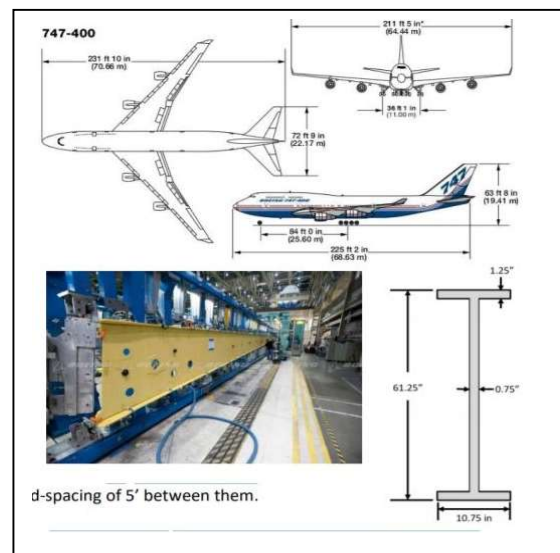 747-400
231 ft 10 in
(70.66 m)
211 ft 5 in*
(64.44 m)
36 ft 1 in
(11.00 m)
72 ft 9 in
(22.17 m)
747
63 ft 8 in
(19.41 m)
84 ft 0 in
(25.60 m)
225 ft 2 in
(68.63 m)
1.25"
61.25"
0.75"
10.75 in
d-spacing of 5' between them.